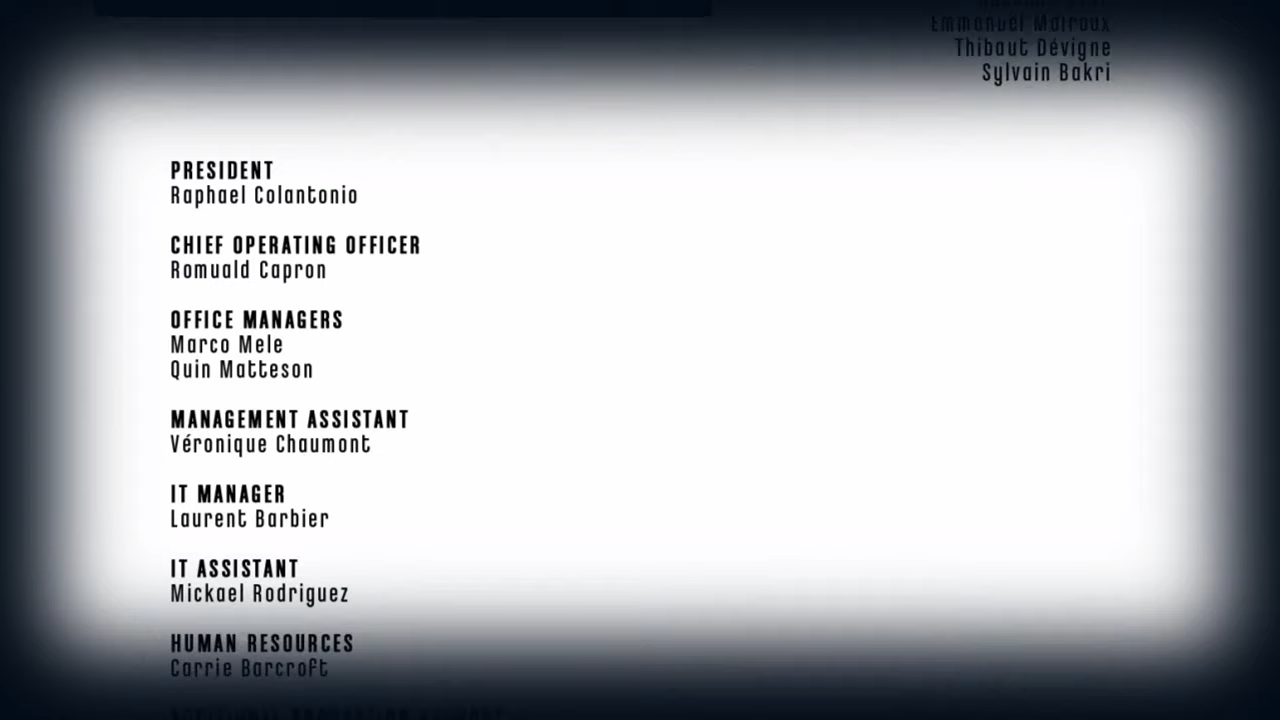 Emmanuel Malroux
Thibaut Dévigne
Sylvain Bakri
PRESIDENT
Raphael Colantonio
CHIEF OPERATING OFFICER
Romuald Capron
OFFICE MANAGERS
Marco Mele
Quin Matteson
MANAGEMENT ASSISTANT
Véronique Chaumont
IT MANAGER
Laurent Barbier
IT ASSISTANT
Mickael Rodriguez
HUMAN RESOURCES
Carrie Barcroft